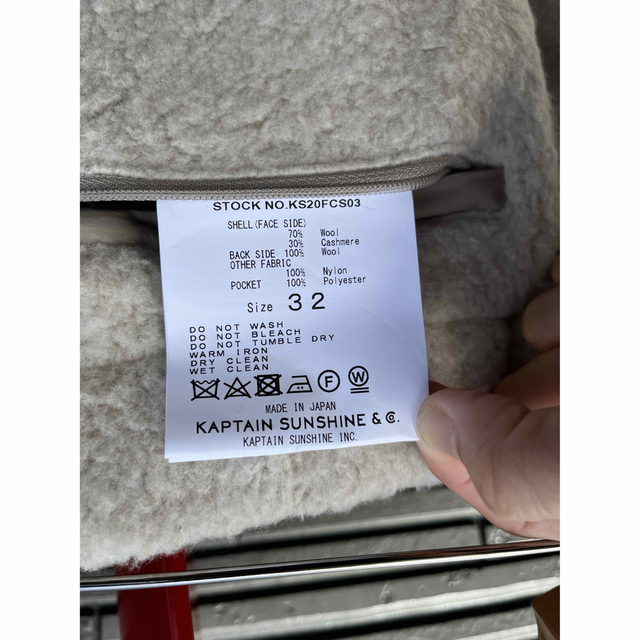 STOCK NO.KS20FCS03
SHELL(FACE SIDE)
70% Wool
30% Cashmere
BACK SIDE 100% Wool
OTHER FABRIC
100% Nylon
POCKET 100% Polyester
Size 32
DO NOT WASH
DO NOT BLEACH
DO NOT TUMBLE DRY
WARM IRON
DRY CLEAN
WET CLEAN
F W
MADE IN JAPAN
KAPTAIN SUNSHINE & Co.
KAPTAIN SUNSHINE INC.